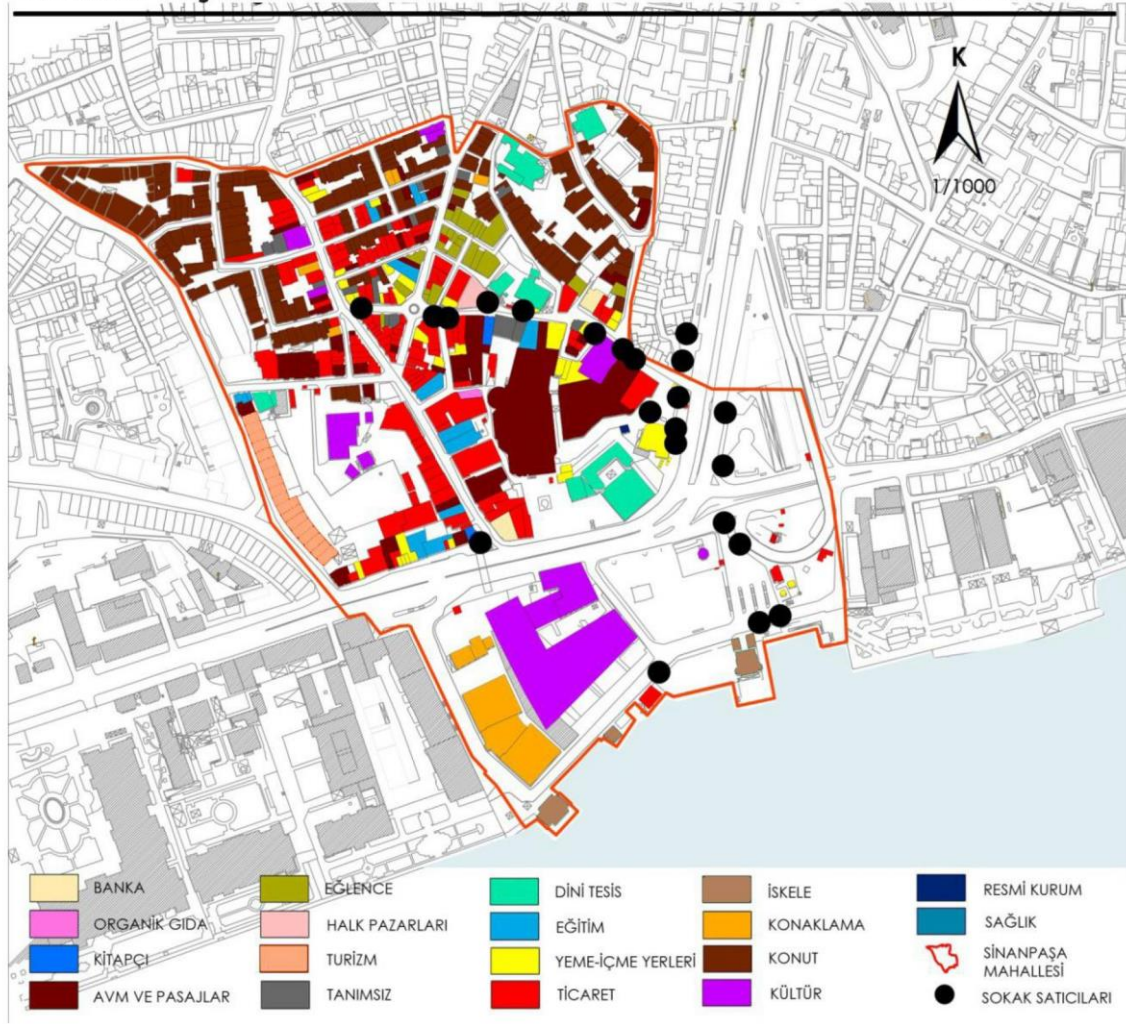 K
1/1000
BANKA
EĞLENCE
DİNİ TESİS
İSKELE
RESMİ KURUM
ORGANİK GIDA
HALK PAZARLARI
EĞİTİM
KONAKLAMA
SAĞLIK
KİTAPÇI
TURİZM
YEME-İÇME YERLERİ
KONUT
SİNANPAŞA
MAHALLESİ
AVM VE PASAJLAR
TANIMSIZ
TİCARET
KÜLTÜR
SOKAK SATICILARI